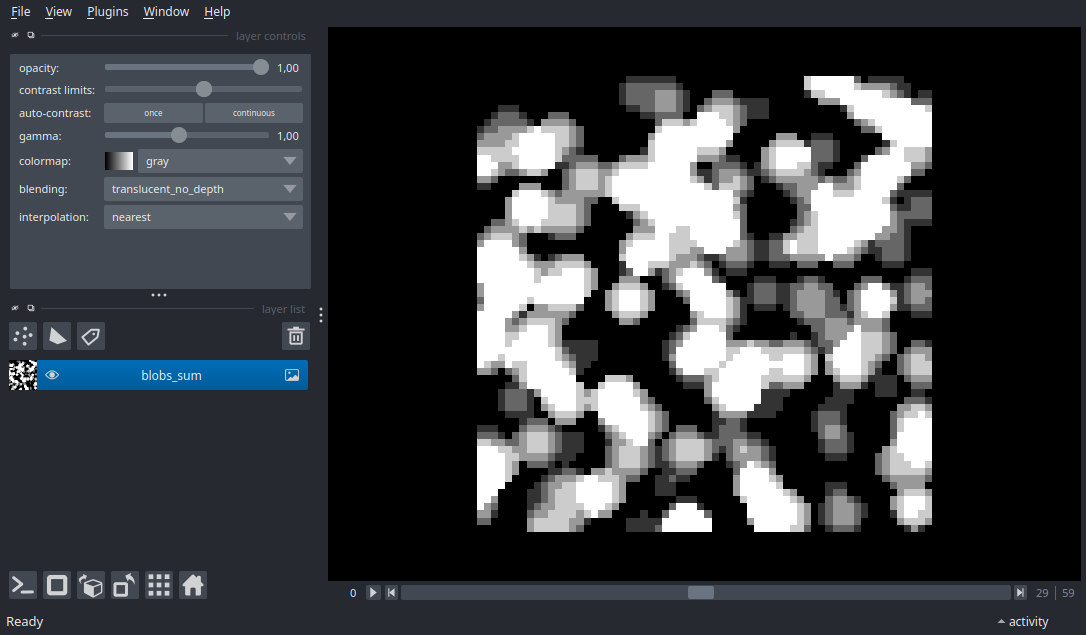 File View Plugins Window Help
layer controls
opacity: 1,00
contrast limits:
auto-contrast: once continuous
gamma: 1,00
colormap: gray
blending: translucent_no_depth
interpolation: nearest
layer list
blobs_sum
0 29 59
Ready activity